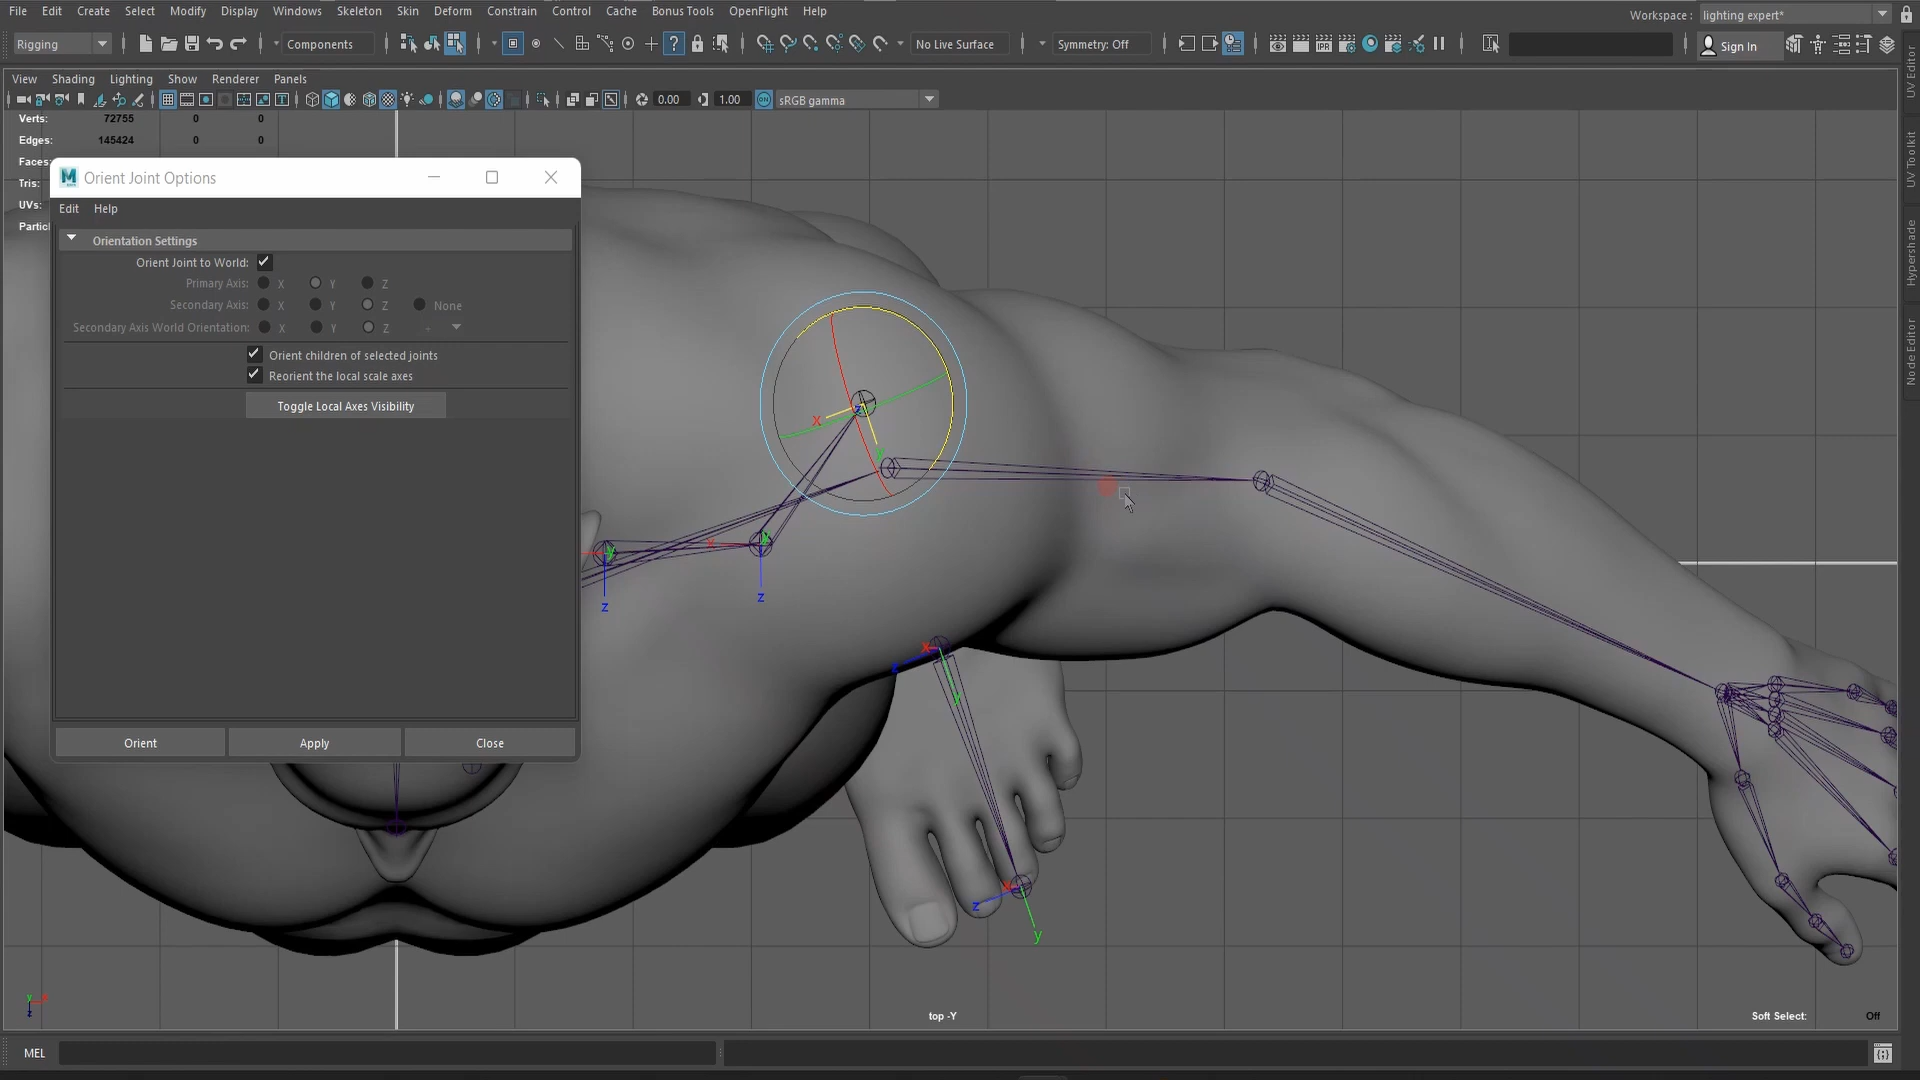 File Edit Create Select Modify Display Windows Skeleton Skin Deform Constrain Control Cache Bonus Tools OpenFlight Help
Workspace : lighting expert*
Rigging Components No Live Surface Symmetry: Off IPR Sign In
View Shading Lighting Show Renderer Panels
0.00 1.00 ON sRGB gamma
Verts: 72755 0 0
Edges: 145424 0 0
Faces:
Tris:
UVs:
Partic
Orient Joint Options
Edit Help
Orientation Settings
Orient Joint to World:
Primary Axis: X Y Z
Secondary Axis: X Y Z None
Secondary Axis World Orientation: X Y Z +
Orient children of selected joints
Reorient the local scale axes
Toggle Local Axes Visibility
Orient Apply Close
x z y
y x y
z z
x z y
x z y
y x z
top -Y
Soft Select: Off
MEL
UV Editor
UV Toolkit
Hypershade
Node Editor